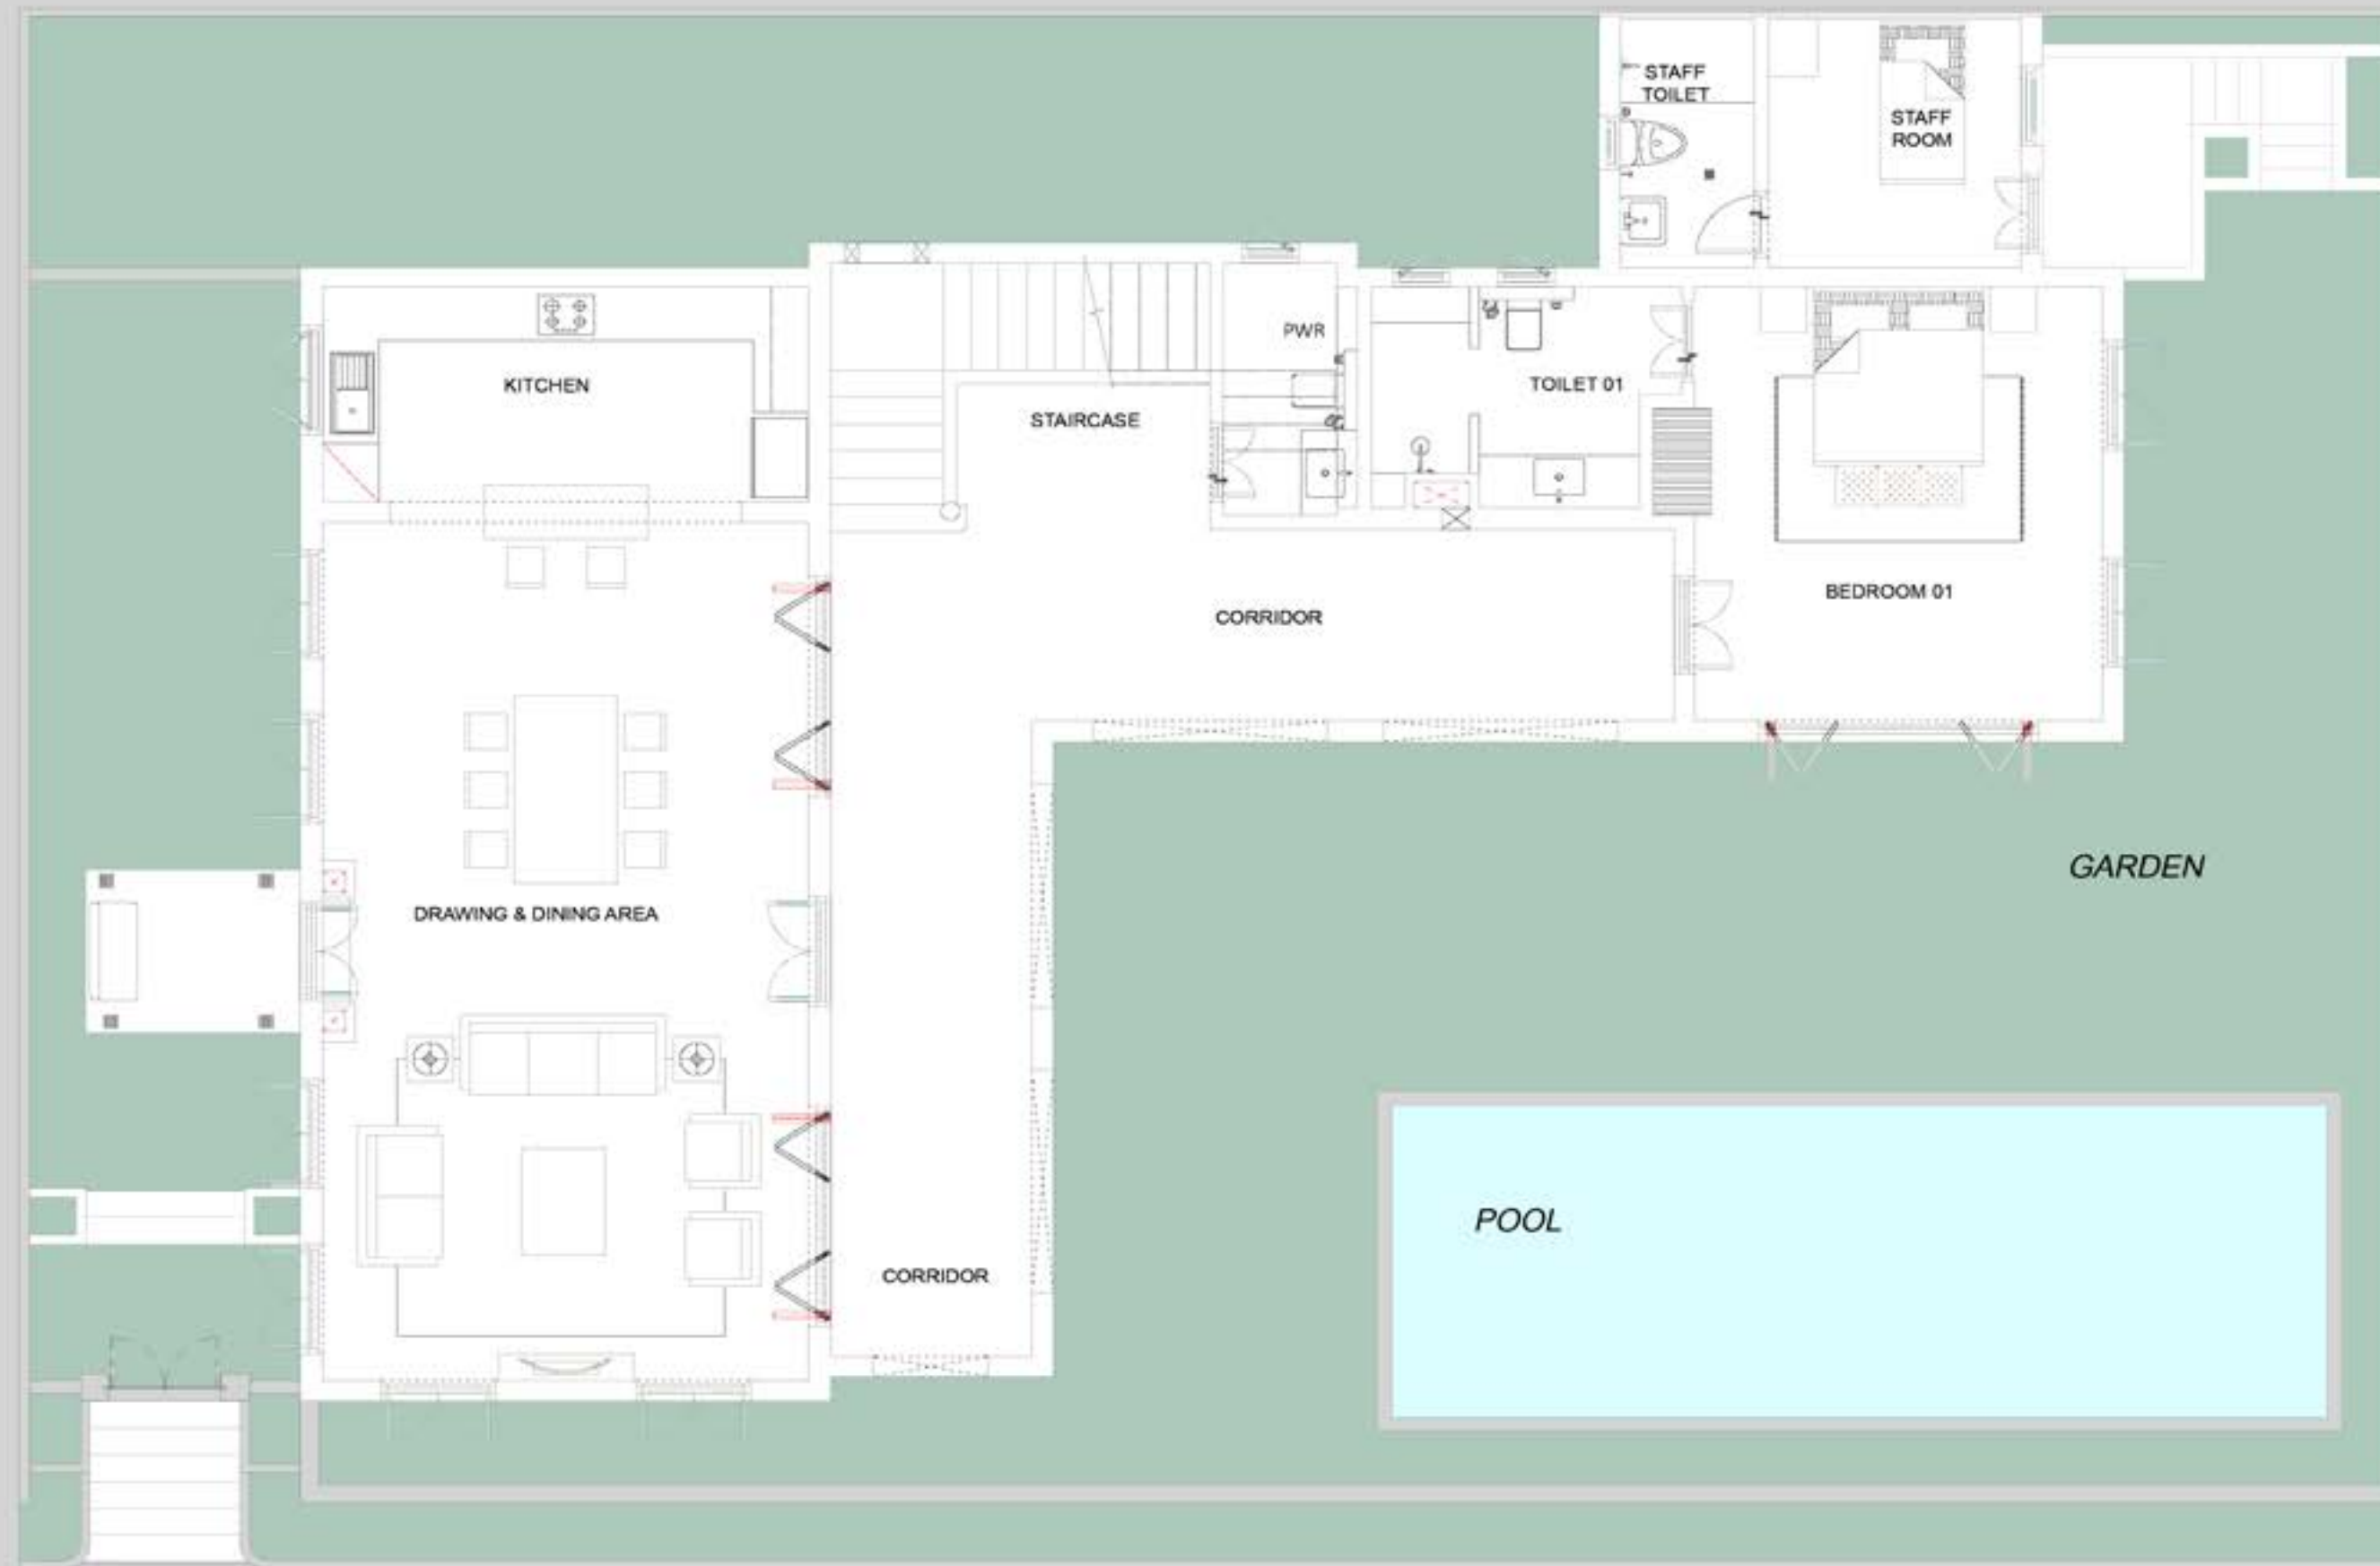 STAFF
TOILET
STAFF
ROOM
PWR
KITCHEN
TOILET 01
STAIRCASE
BEDROOM 01
CORRIDOR
GARDEN
DRAWING & DINING AREA
POOL
CORRIDOR